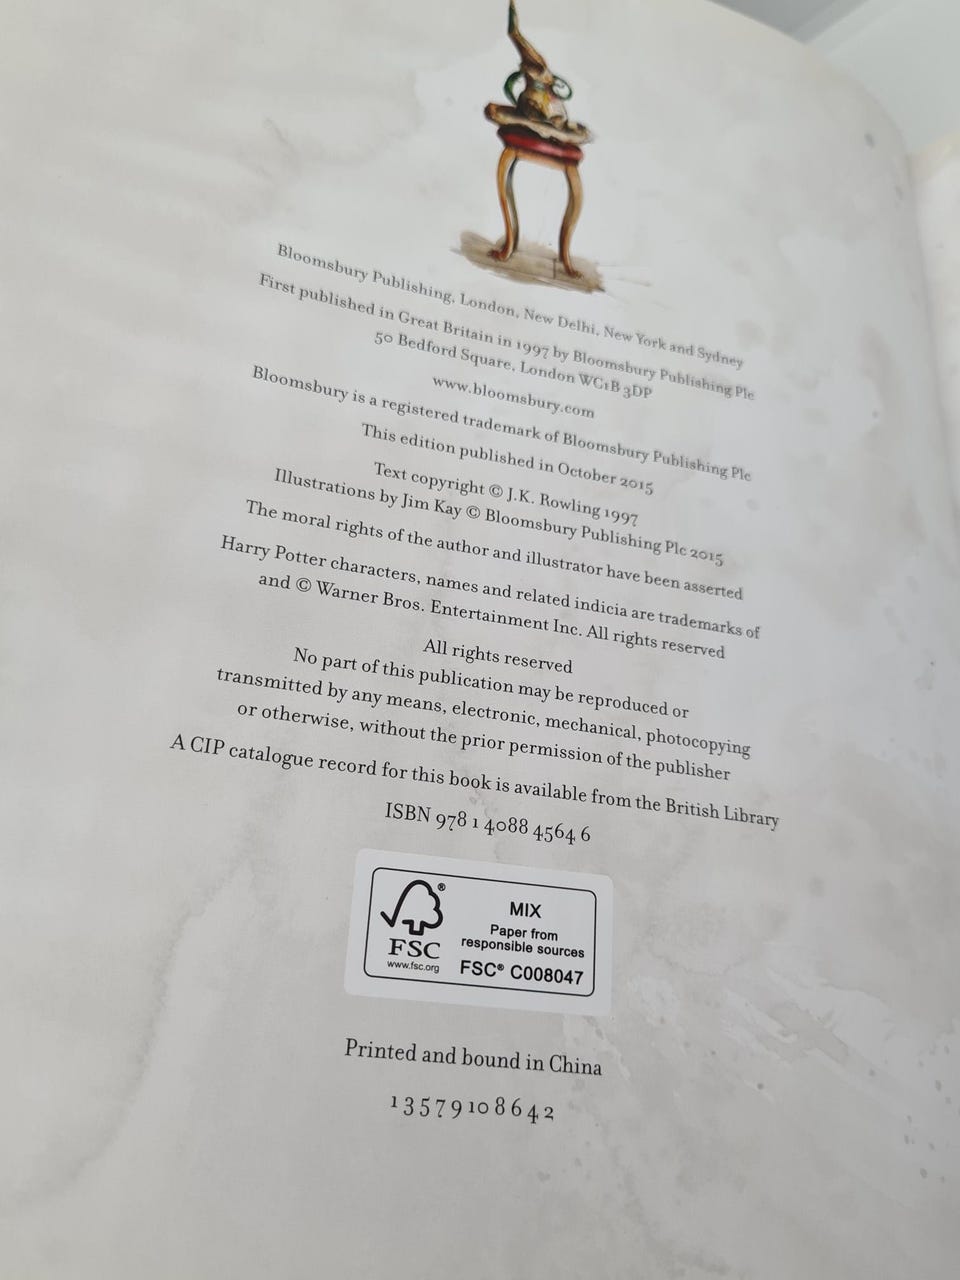 Bloomsbury Publishing, London, New Delhi, New York and Sydney
First published in Great Britain in 1997 by Bloomsbury Publishing Plc
50 Bedford Square, London WC1B 3DP
www.bloomsbury.com
Bloomsbury is a registered trademark of Bloomsbury Publishing Plc
This edition published in October 2015
Text copyright © J.K. Rowling 1997
Illustrations by Jim Kay © Bloomsbury Publishing Plc 2015
The moral rights of the author and illustrator have been asserted
Harry Potter characters, names and related indicia are trademarks of
and © Warner Bros. Entertainment Inc. All rights reserved
All rights reserved
No part of this publication may be reproduced or
transmitted by any means, electronic, mechanical, photocopying
or otherwise, without the prior permission of the publisher
A CIP catalogue record for this book is available from the British Library
ISBN 978 1 4088 4564 6
®
FSC
www.fsc.org
MIX
Paper from
responsible sources
FSC® C008047
Printed and bound in China
1 3 5 7 9 10 8 6 4 2